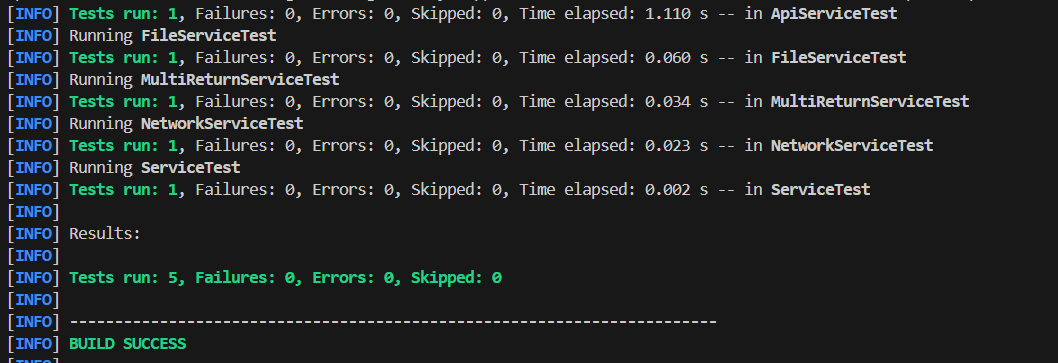 [INFO] Tests run: 1, Failures: 0, Errors: 0, Skipped: 0, Time elapsed: 1.110 s -- in ApiServiceTest
[INFO] Running FileServiceTest
[INFO] Tests run: 1, Failures: 0, Errors: 0, Skipped: 0, Time elapsed: 0.060 s -- in FileServiceTest
[INFO] Running MultiReturnServiceTest
[INFO] Tests run: 1, Failures: 0, Errors: 0, Skipped: 0, Time elapsed: 0.034 s -- in MultiReturnServiceTest
[INFO] Running NetworkServiceTest
[INFO] Tests run: 1, Failures: 0, Errors: 0, Skipped: 0, Time elapsed: 0.023 s -- in NetworkServiceTest
[INFO] Running ServiceTest
[INFO] Tests run: 1, Failures: 0, Errors: 0, Skipped: 0, Time elapsed: 0.002 s -- in ServiceTest
[INFO]
[INFO] Results:
[INFO]
[INFO] Tests run: 5, Failures: 0, Errors: 0, Skipped: 0
[INFO]
[INFO] ------------------------------------------------------------------------
[INFO] BUILD SUCCESS